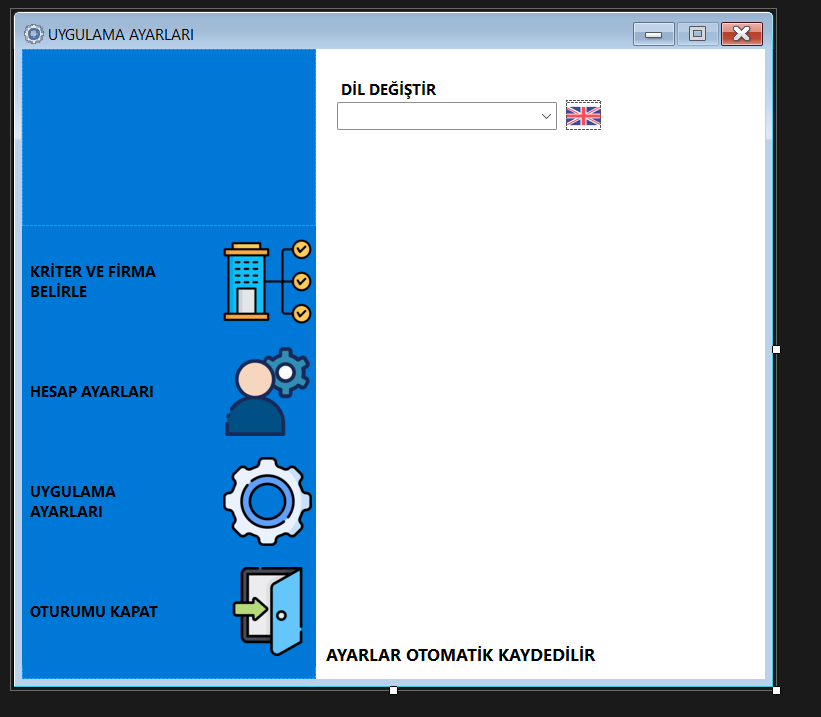 UYGULAMA AYARLARI
DİL DEĞİŞTİR
KRİTER VE FİRMA
BELİRLE
HESAP AYARLARI
UYGULAMA
AYARLARI
OTURUMU KAPAT
AYARLAR OTOMATİK KAYDEDİLİR